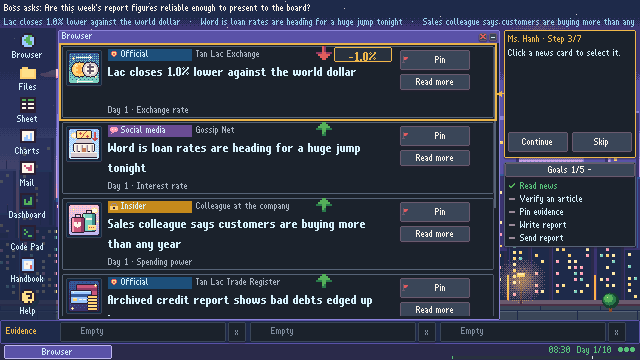 Boss asks: Are this week's report figures reliable enough to present to the board?
Lac closes 1.0% lower against the world dollar · Word is loan rates are heading for a huge jump tonight · Sales colleague says customers are buying more than any
Browser
Files
Sheet
Charts
Mail
Dashboard
Code Pad
Handbook
Help
Browser
Official
Tan Lac Exchange
-1.0%
Lac closes 1.0% lower against the world dollar
Day 1 · Exchange rate
Pin
Read more
Social media
Gossip Net
Word is loan rates are heading for a huge jump
tonight
Day 1 · Interest rate
Pin
Read more
Insider
Colleague at the company
Sales colleague says customers are buying more
than any year
Day 1 · Spending power
Pin
Read more
Official
Tan Lac Trade Register
Archived credit report shows bad debts edged up
Pin
Read more
Ms. Hanh · Step 3/7
Click a news card to select it.
Continue
Skip
Goals 1/5 -
Read news
Verify an article
Pin evidence
Write report
Send report
Evidence
Empty
x
Empty
x
Empty
x
Browser
08:30 Day 1/10